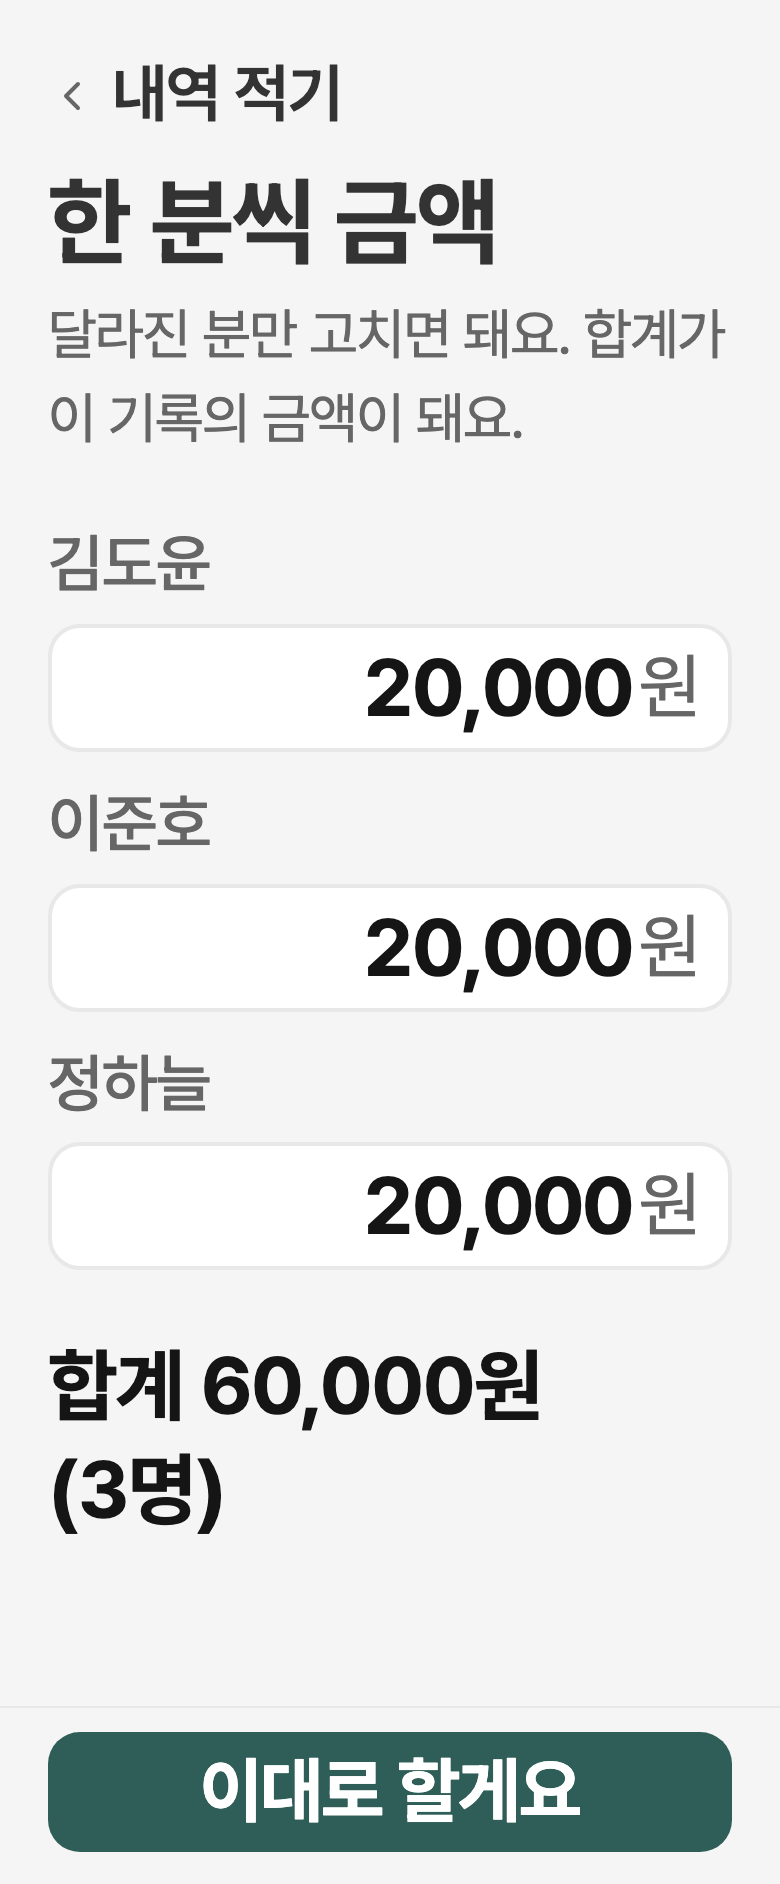 내역 적기
한 분씩 금액
달라진 분만 고치면 돼요. 합계가
이 기록의 금액이 돼요.
김도윤
20,000원
이준호
20,000원
정하늘
20,000원
합계 60,000원
(3명)
이대로 할게요